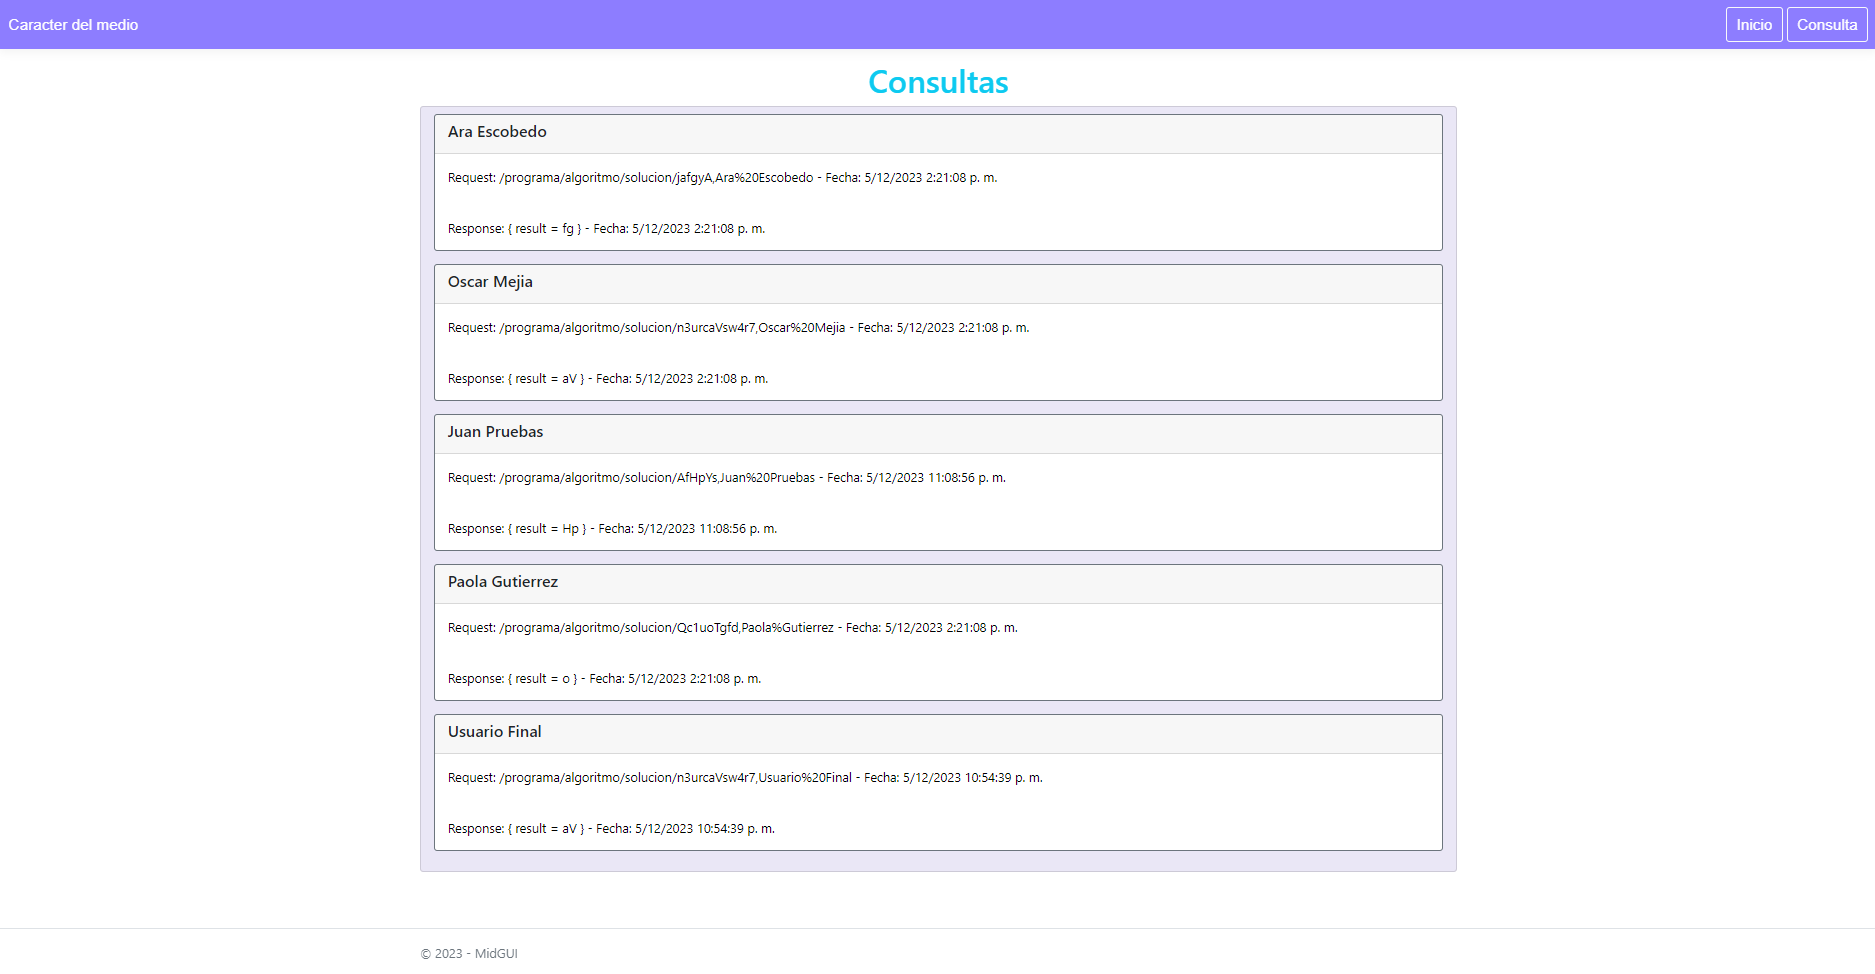 Caracter del medio
Inicio
Consulta
Consultas
Ara Escobedo
Request: /programa/algoritmo/solucion/jafgyA,Ara%20Escobedo - Fecha: 5/12/2023 2:21:08 p. m.
Response: { result = fg } - Fecha: 5/12/2023 2:21:08 p. m.
Oscar Mejia
Request: /programa/algoritmo/solucion/n3urcaVsw4r7,Oscar%20Mejia - Fecha: 5/12/2023 2:21:08 p. m.
Response: { result = aV } - Fecha: 5/12/2023 2:21:08 p. m.
Juan Pruebas
Request: /programa/algoritmo/solucion/AfHpYs,Juan%20Pruebas - Fecha: 5/12/2023 11:08:56 p. m.
Response: { result = Hp } - Fecha: 5/12/2023 11:08:56 p. m.
Paola Gutierrez
Request: /programa/algoritmo/solucion/Qc1uoTgfd,Paola%Gutierrez - Fecha: 5/12/2023 2:21:08 p. m.
Response: { result = o } - Fecha: 5/12/2023 2:21:08 p. m.
Usuario Final
Request: /programa/algoritmo/solucion/n3urcaVsw4r7,Usuario%20Final - Fecha: 5/12/2023 10:54:39 p. m.
Response: { result = aV } - Fecha: 5/12/2023 10:54:39 p. m.
© 2023 - MidGUI